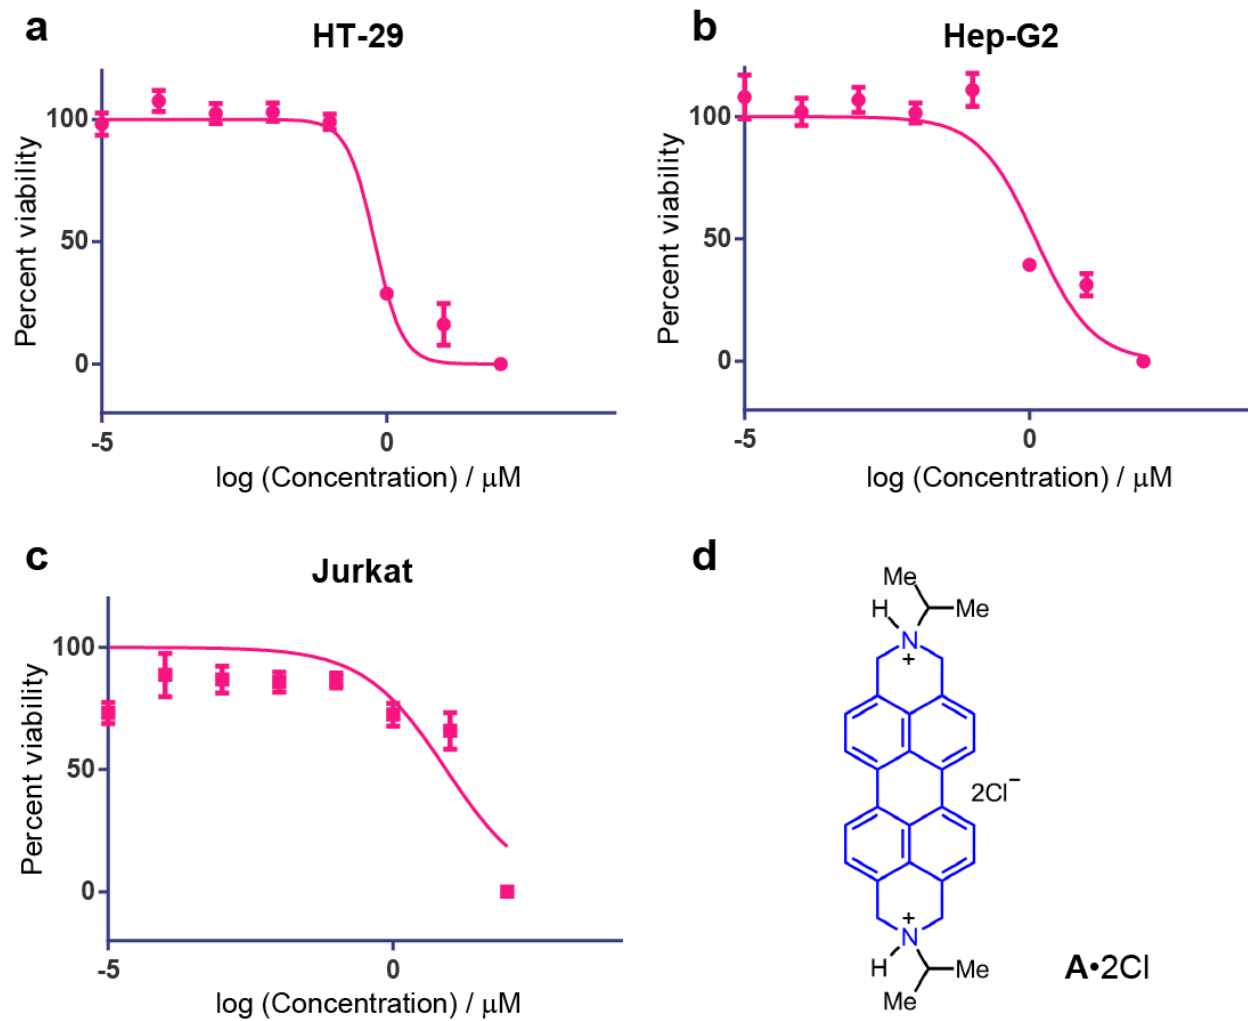 a
HT-29
Percent viability
100
50
0
-5
0
log (Concentration) / μM
b
Hep-G2
Percent viability
100
50
0
-5
0
log (Concentration) / μM
c
Jurkat
Percent viability
100
50
0
-5
0
log (Concentration) / μM
d
Me
H
Me
N
+
2Cl−
+
N
H
Me
Me
A•2Cl